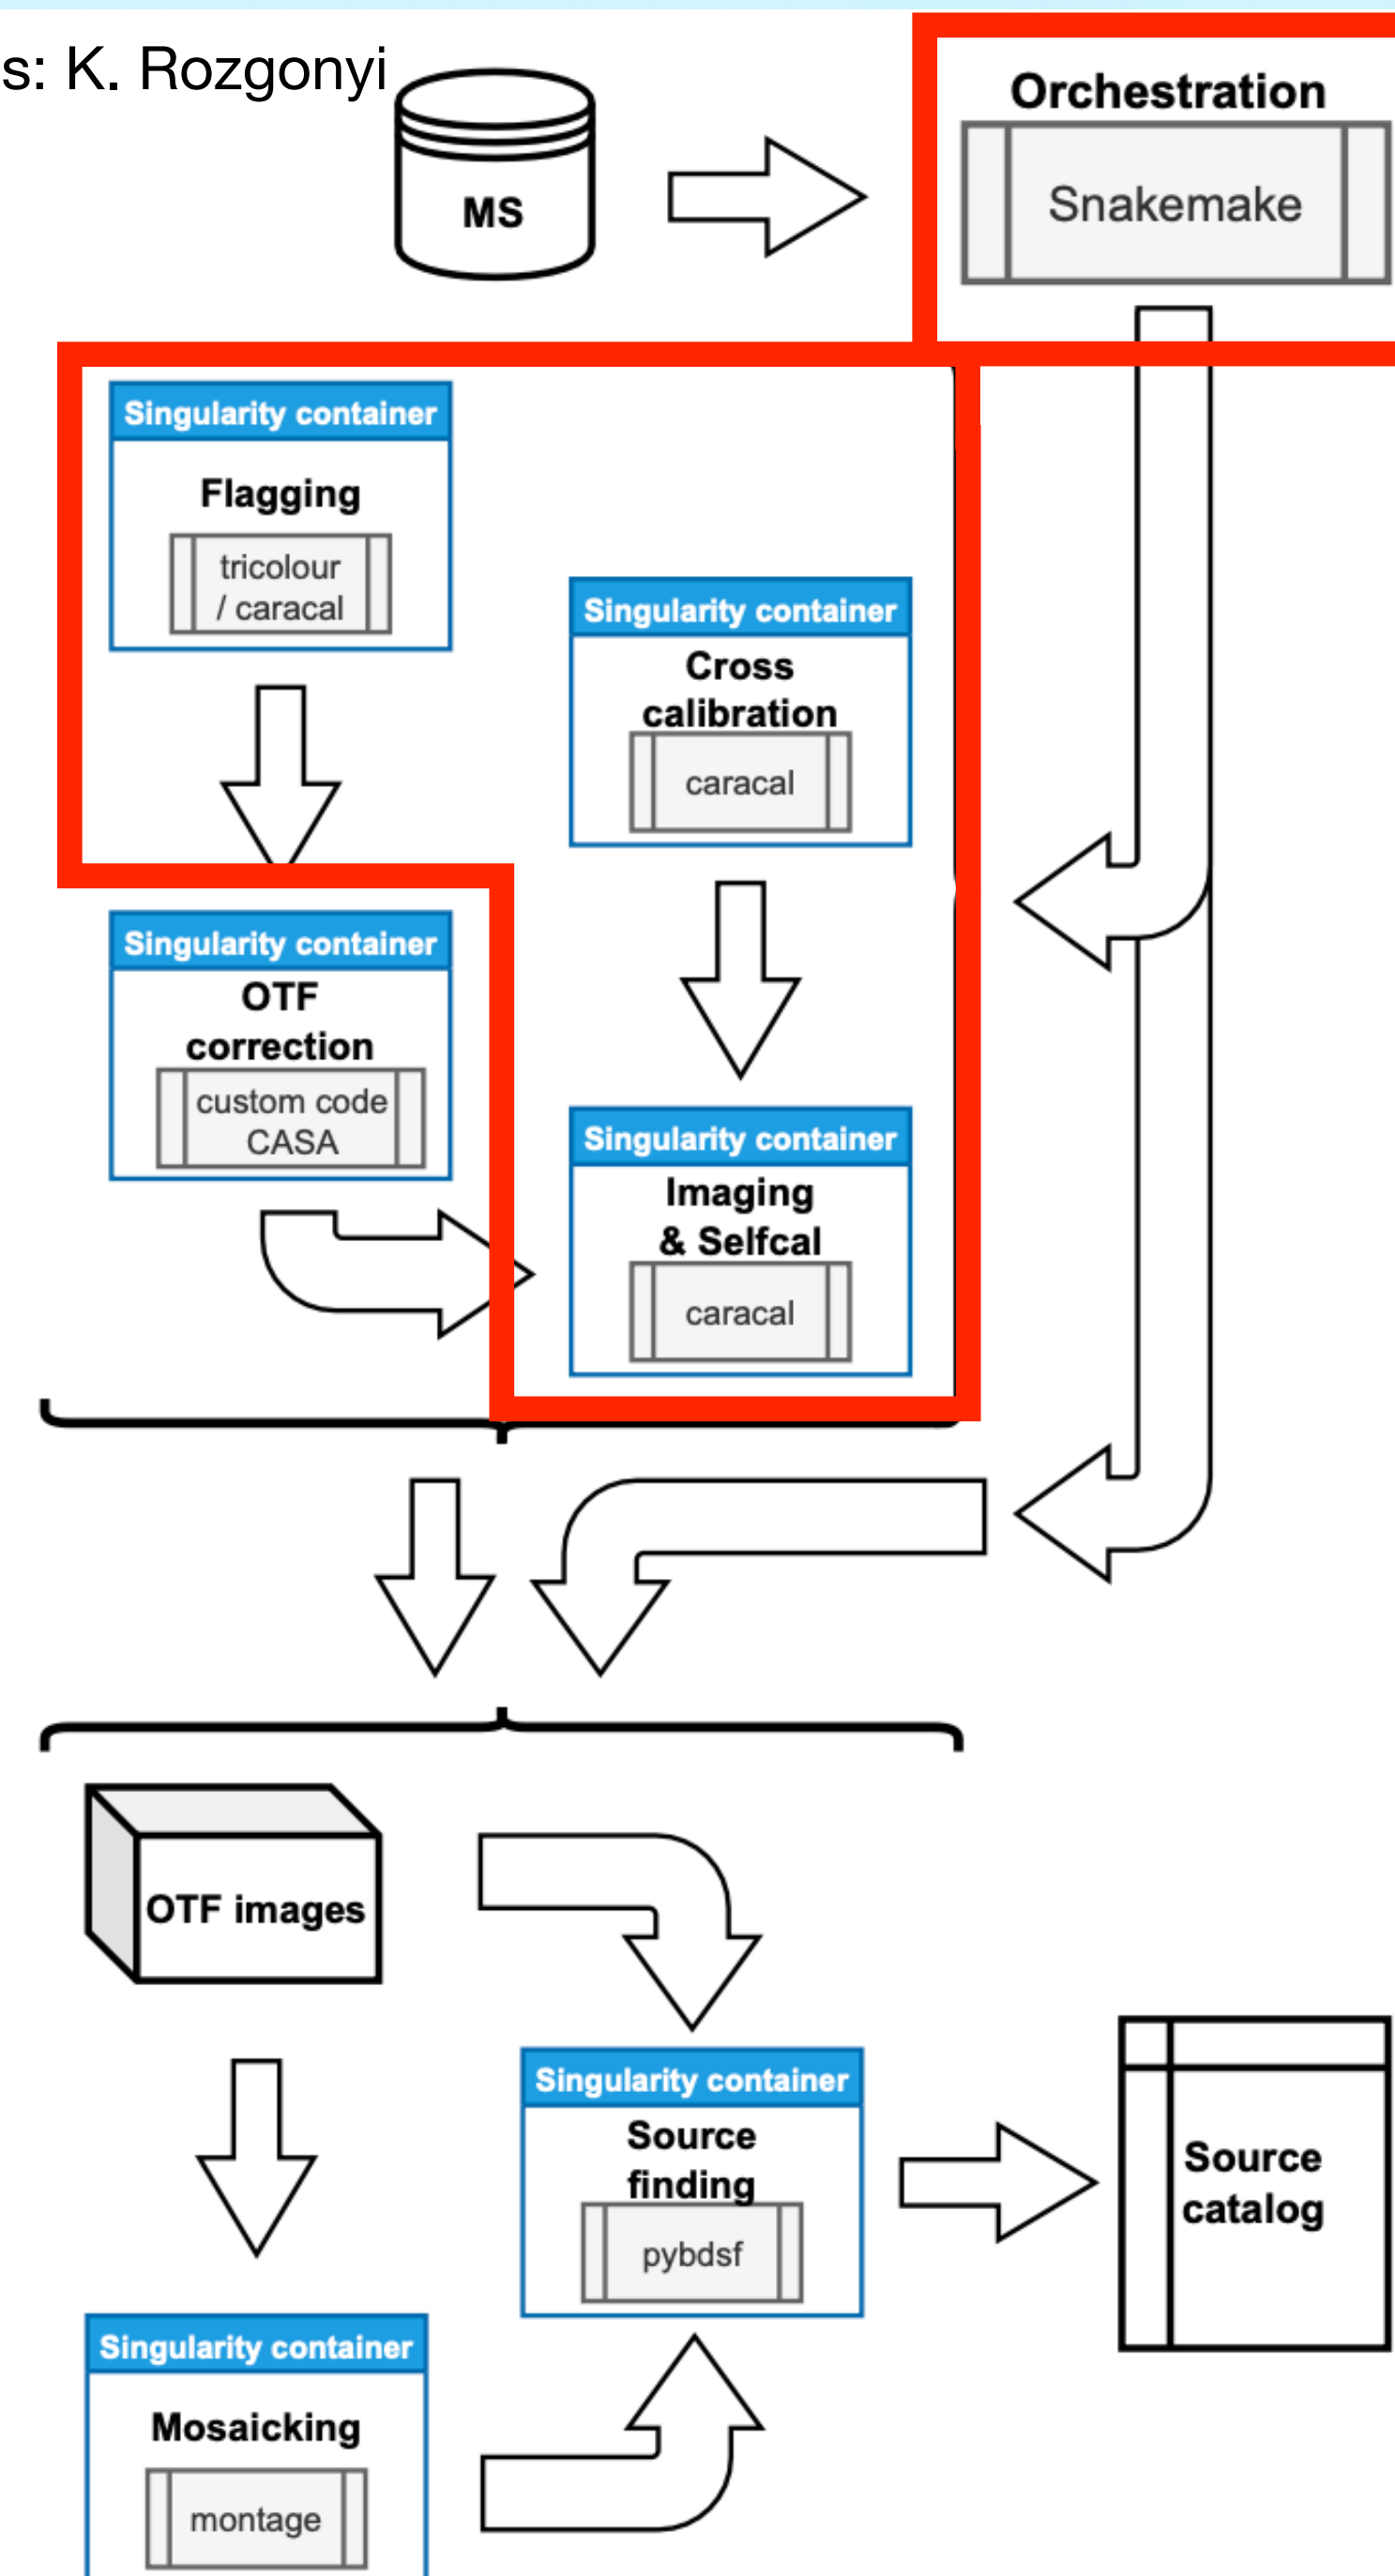 s: K. Rozgonyi
MS
Orchestration
Snakemake
Singularity container
Flagging
tricolour
/ caracal
Singularity container
Cross
calibration
caracal
Singularity container
OTF
correction
custom code
CASA
Singularity container
Imaging
& Selfcal
caracal
OTF images
Singularity container
Source
finding
pybdsf
Source
catalog
Singularity container
Mosaicking
montage